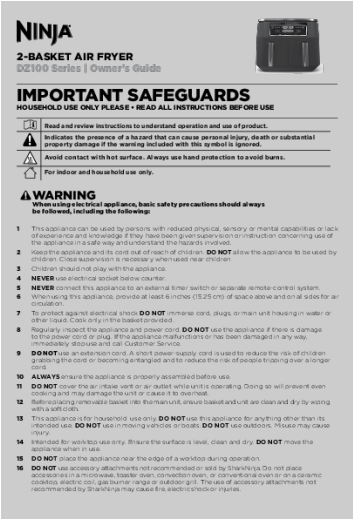 NINJA
2-BASKET AIR FRYER
DZ100 Series | Owner's Guide
IMPORTANT SAFEGUARDS
HOUSEHOLD USE ONLY PLEASE • READ ALL INSTRUCTIONS BEFORE USE
Read and review instructions to understand operation and use of product.
Indicates the presence of a hazard that can cause personal injury, death or substantial
property damage if the warning included with this symbol is ignored.
Avoid contact with hot surface. Always use hand protection to avoid burns.
For indoor and household use only.
WARNING
When using electrical appliance, basic safety precautions should always
be followed, including the following:
1 This appliance can be used by persons with reduced physical, sensory or mental capabilities or lack
of experience and knowledge if they have been given supervision or instruction concerning use of
the appliance in a safe way and understand the hazards involved.
2 Keep the appliance and its cord out of reach of children. DO NOT allow the appliance to be used by
children. Close supervision is necessary when used near children.
3 Children should not play with the appliance.
4 NEVER use electrical socket below counter.
5 NEVER connect this appliance to an external timer switch or separate remote-control system.
6 When using this appliance, provide at least 6 inches (15.25 cm) of space above and on all sides for air
circulation.
7 To protect against electrical shock DO NOT immerse cord, plugs, or main unit housing in water or
other liquid. Cook only in the basket provided.
8 Regularly inspect the appliance and power cord. DO NOT use the appliance if there is damage
to the power cord or plug. If the appliance malfunctions or has been damaged in any way,
immediately stop use and call Customer Service.
9 DO NOT use an extension cord. A short power-supply cord is used to reduce the risk of children
grabbing the cord or becoming entangled and to reduce the risk of people tripping over a longer
cord.
10 ALWAYS ensure the appliance is properly assembled before use.
11 DO NOT cover the air intake vent or air outlet while unit is operating. Doing so will prevent even
cooking and may damage the unit or cause it to overheat.
12 Before placing removable basket into the main unit, ensure basket and unit are clean and dry by wiping
with a soft cloth.
13 This appliance is for household use only. DO NOT use this appliance for anything other than its
intended use. DO NOT use in moving vehicles or boats. DO NOT use outdoors. Misuse may cause
injury.
14 Intended for worktop use only. Ensure the surface is level, clean and dry. DO NOT move the
appliance when in use.
15 DO NOT place the appliance near the edge of a worktop during operation.
16 DO NOT use accessory attachments not recommended or sold by SharkNinja. Do not place
accessories in a microwave, toaster oven, convection oven, or conventional oven or on a ceramic
cooktop, electric coil, gas burner range or outdoor grill. The use of accessory attachments not
recommended by SharkNinja may cause fire, electric shock or injuries.